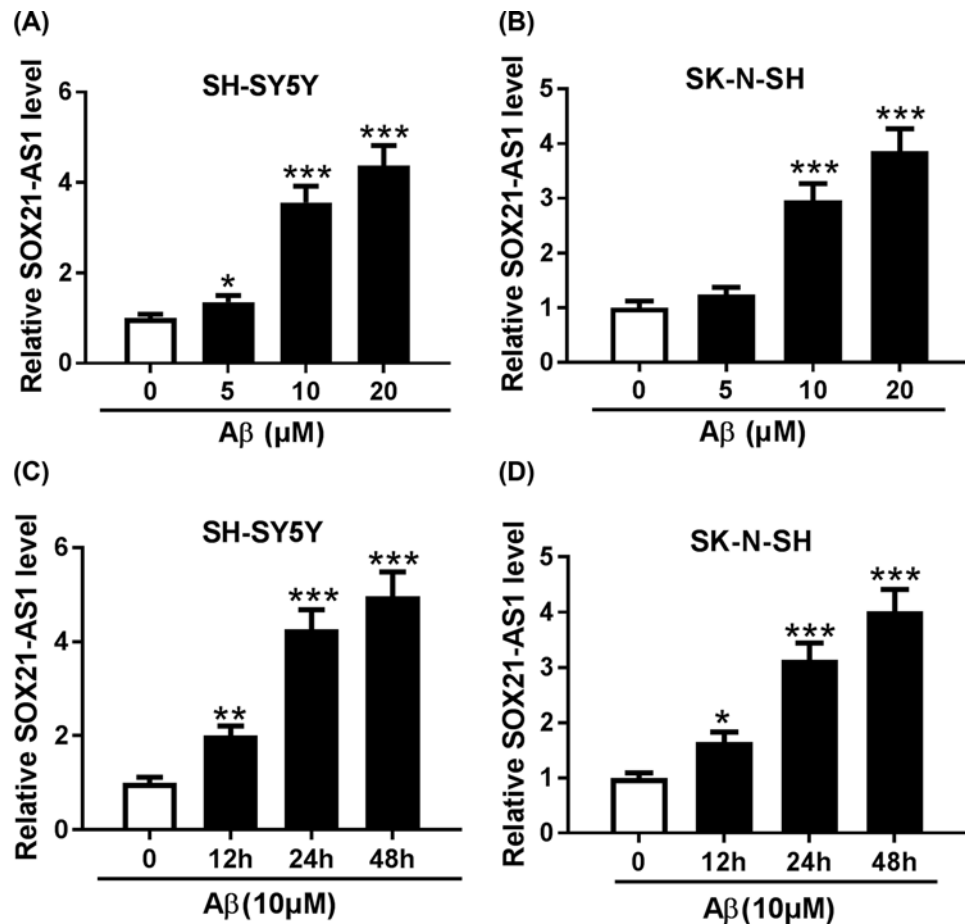 (A)
SH-SY5Y
Relative SOX21-AS1 level
6
4
2
0
*
***
***
0 5 10 20
Aβ (μM)
(B)
SK-N-SH
Relative SOX21-AS1 level
5
4
3
2
1
0
***
***
0 5 10 20
Aβ (μM)
(C)
SH-SY5Y
Relative SOX21-AS1 level
6
4
2
0
**
***
***
0 12h 24h 48h
Aβ(10μM)
(D)
SK-N-SH
Relative SOX21-AS1 level
5
4
3
2
1
0
*
***
***
0 12h 24h 48h
Aβ(10μM)